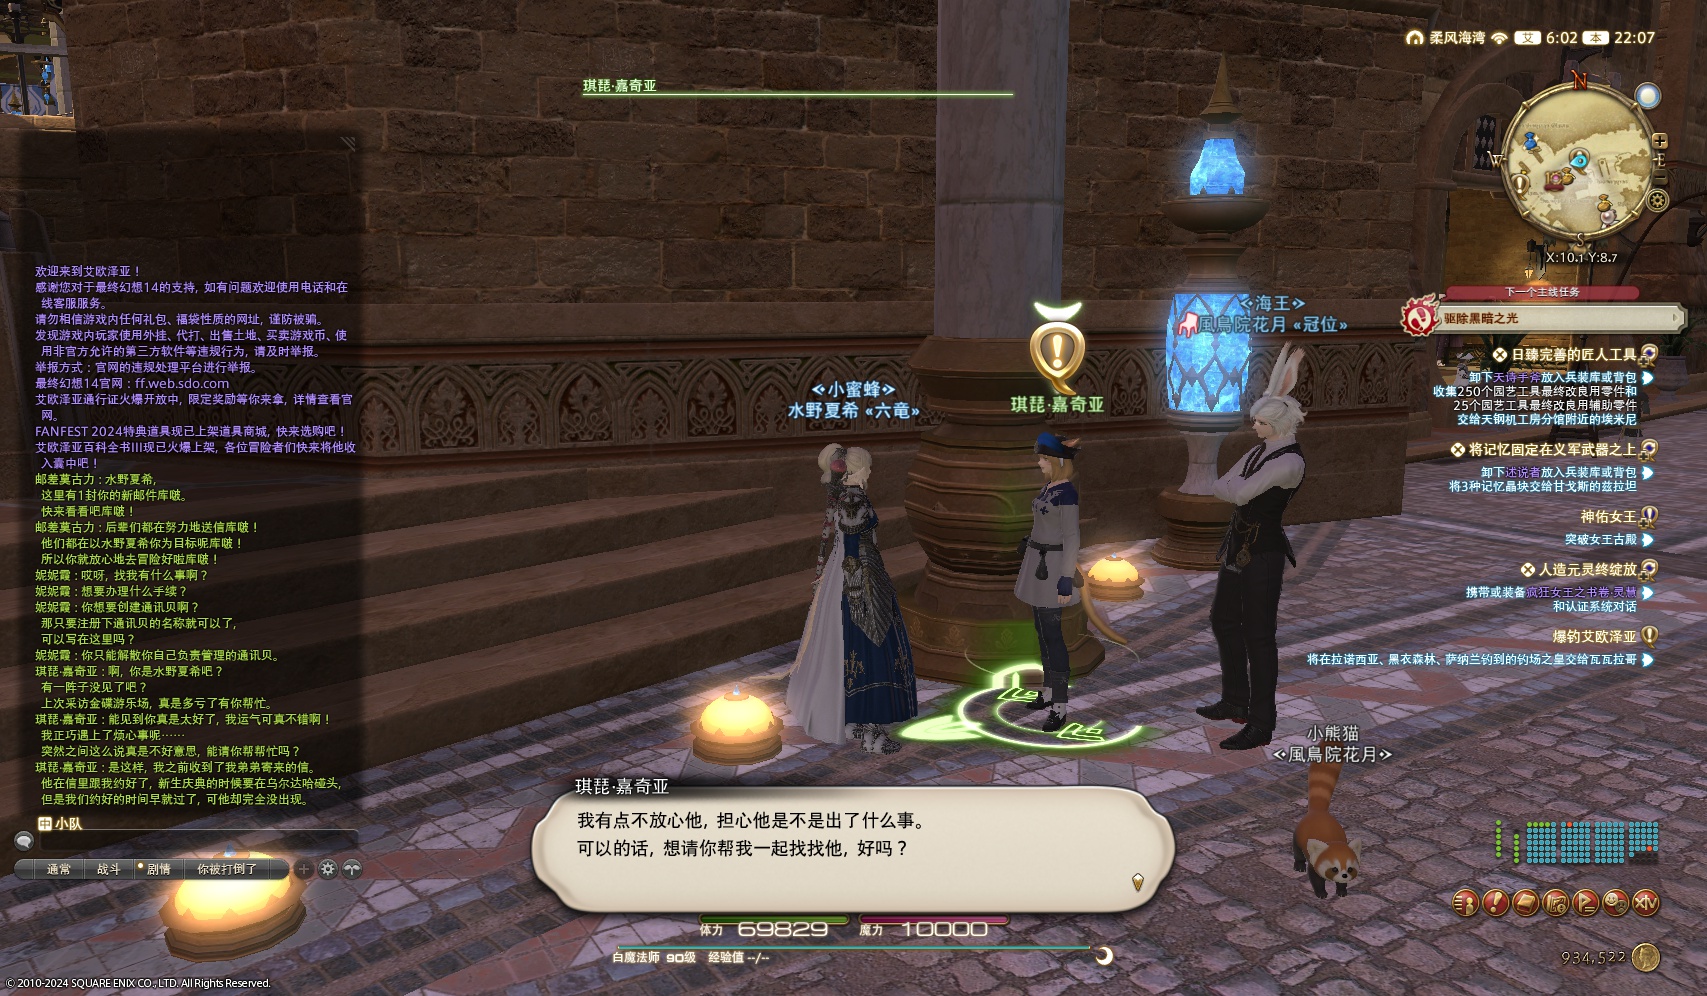 柔风海湾 艾 6:02 本 22:07
琪琵·嘉奇亚
N
W
E
S
X:10.1 Y:8.7
下一个主线任务
驱除黑暗之光
日臻完善的匠人工具
卸下天诗手斧放入兵装库或背包
收集250个园艺工具最终改良用零件和
25个园艺工具最终改良用辅助零件
交给天钢机工房分馆附近的埃米尼
将记忆固定在义军武器之上
卸下述说者放入兵装库或背包
将3种记忆晶块交给甘戈斯的兹拉坦
神佑女王
突破女王古殿
人造元灵终绽放
携带或装备疯狂女王之书卷·灵慧
和认证系统对话
爆钓艾欧泽亚
将在拉诺西亚、黑衣森林、萨纳兰钓到的钓场之皇交给瓦瓦拉哥
海王
風鳥院花月 «冠位»
小蜜蜂
水野夏希 «六竜»
琪琵·嘉奇亚
小熊猫
風鳥院花月
欢迎来到艾欧泽亚！
感谢您对于最终幻想14的支持, 如有问题欢迎使用电话和在
线客服服务。
请勿相信游戏内任何礼包、福袋性质的网址, 谨防被骗。
发现游戏内玩家使用外挂、代打、出售土地、买卖游戏币、使
用非官方允许的第三方软件等违规行为, 请及时举报。
举报方式：官网的违规处理平台进行举报。
最终幻想14官网：ff.web.sdo.com
艾欧泽亚通行证火爆开放中, 限定奖励等你来拿, 详情查看官
网。
FANFEST 2024特典道具现已上架道具商城, 快来选购吧！
艾欧泽亚百科全书III现已火爆上架, 各位冒险者们快来将他收
入囊中吧！
邮差莫古力：水野夏希,
这里有1封你的新邮件库啵。
快来看看吧库啵！
邮差莫古力：后辈们都在努力地送信库啵！
他们都在以水野夏希你为目标呢库啵！
所以你就放心地去冒险好啦库啵！
妮妮霞：哎呀, 找我有什么事啊？
妮妮霞：想要办理什么手续？
妮妮霞：你想要创建通讯贝啊？
那只要注册下通讯贝的名称就可以了,
可以写在这里吗？
妮妮霞：你只能解散你自己负责管理的通讯贝。
琪琵·嘉奇亚：啊, 你是水野夏希吧？
有一阵子没见了吧？
上次采访金碟游乐场, 真是多亏了有你帮忙。
琪琵·嘉奇亚：能见到你真是太好了, 我运气可真不错啊！
我正巧遇上了烦心事呢……
突然之间这么说真是不好意思, 能请你帮帮忙吗？
琪琵·嘉奇亚：是这样, 我之前收到了我弟弟寄来的信。
他在信里跟我约好了, 新生庆典的时候要在乌尔达哈碰头,
但是我们约好的时间早就过了, 可他却完全没出现。
中 小队
通常 战斗 剧情 你被打倒了
琪琵·嘉奇亚
我有点不放心他, 担心他是不是出了什么事。
可以的话, 想请你帮我一起找找他, 好吗？
体力 69829 魔力 10000
白魔法师 90级 经验值 --/--
XIV
934,522
© 2010-2024 SQUARE ENIX CO., LTD. All Rights Reserved.